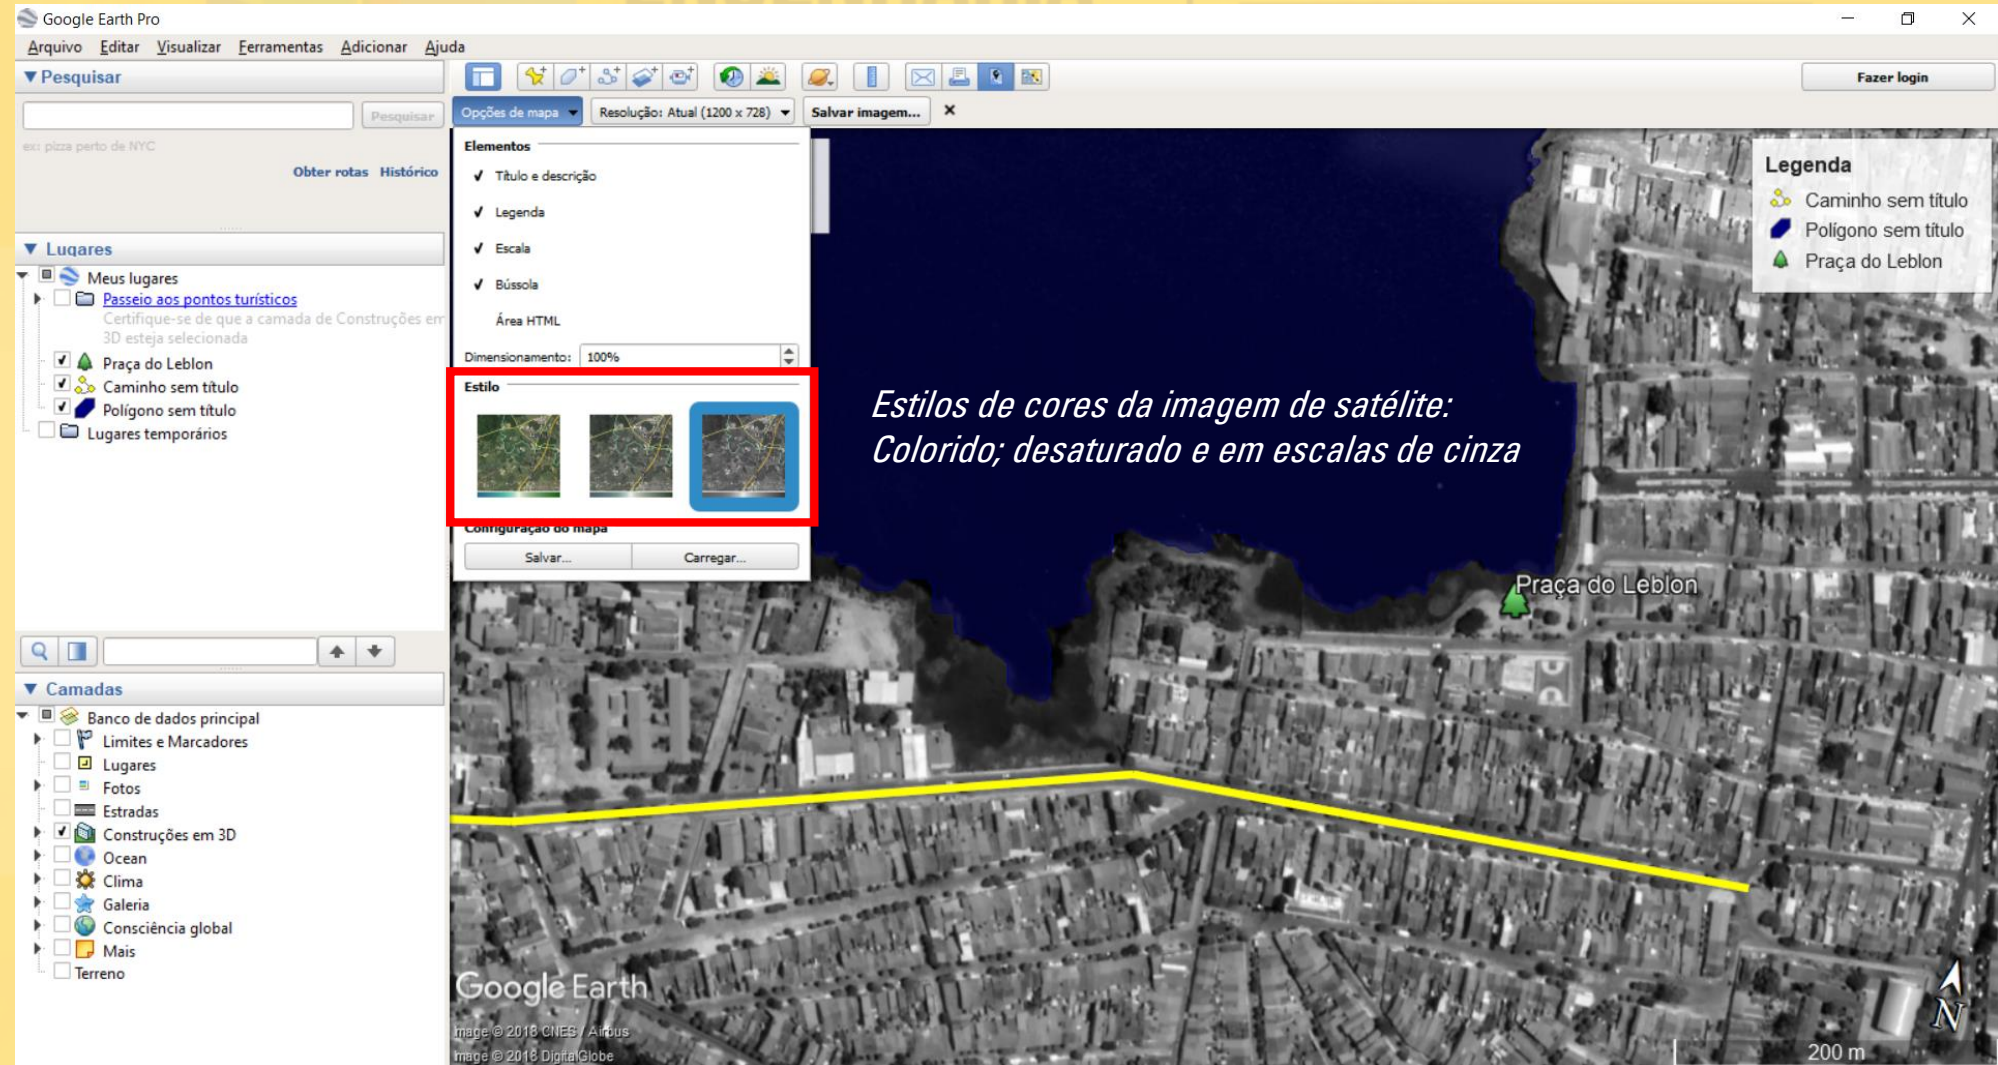 Google Earth Pro
Arquivo Editar Visualizar Ferramentas Adicionar Ajuda
Pesquisar
Fazer login
Pesquisar
Opções de mapa
Resolução: Atual (1200 x 728)
Salvar imagem...
ex: pizza perto de NYC
Obter rotas Histórico
Elementos
Título e descrição
Legenda
Escala
Bússola
Área HTML
Dimensionamento: 100%
Estilo
Configuração do mapa
Salvar...
Carregar...
Lugares
Meus lugares
Passeio aos pontos turísticos
Certifique-se de que a camada de Construções em
3D esteja selecionada
Praça do Leblon
Caminho sem título
Polígono sem título
Lugares temporários
Camadas
Banco de dados principal
Limites e Marcadores
Lugares
Fotos
Estradas
Construções em 3D
Ocean
Clima
Galeria
Consciência global
Mais
Terreno
Legenda
Caminho sem título
Polígono sem título
Praça do Leblon
Estilos de cores da imagem de satélite:
Colorido; desaturado e em escalas de cinza
Praça do Leblon
Google Earth
Image © 2018 CNES / Airbus
Image © 2018 DigitalGlobe
N
200 m